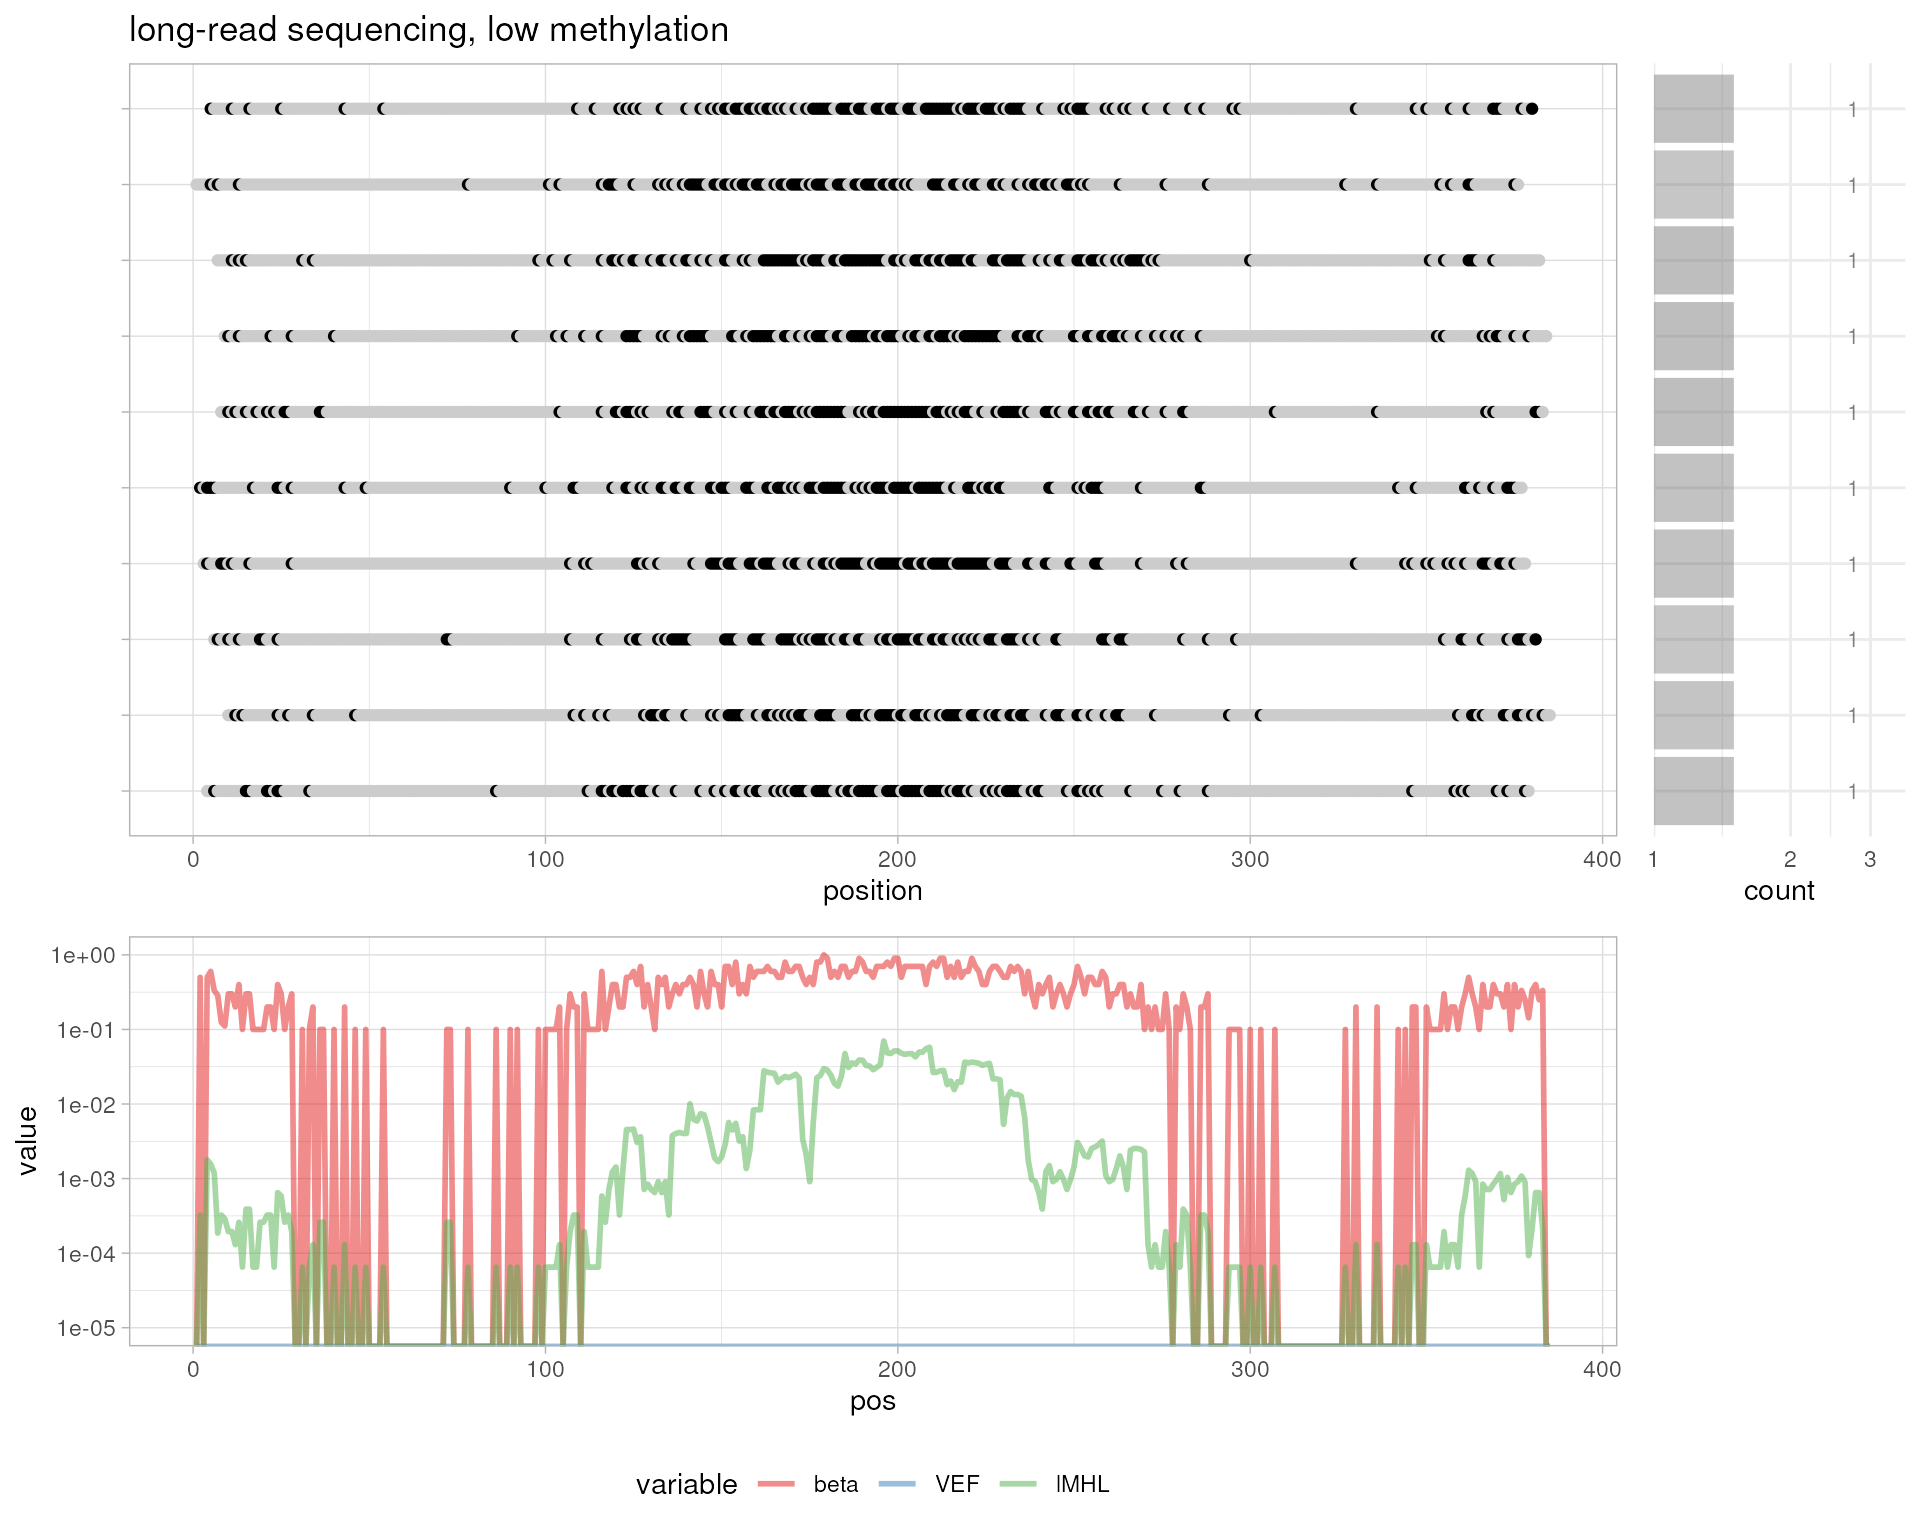 long-read sequencing, low methylation
1
1
1
1
1
1
1
1
1
1
0 100 200 300 400 1 2 3
position count
1e+00
1e-01
1e-02
1e-03
1e-04
1e-05
value
0 100 200 300 400
pos
variable beta VEF lMHL